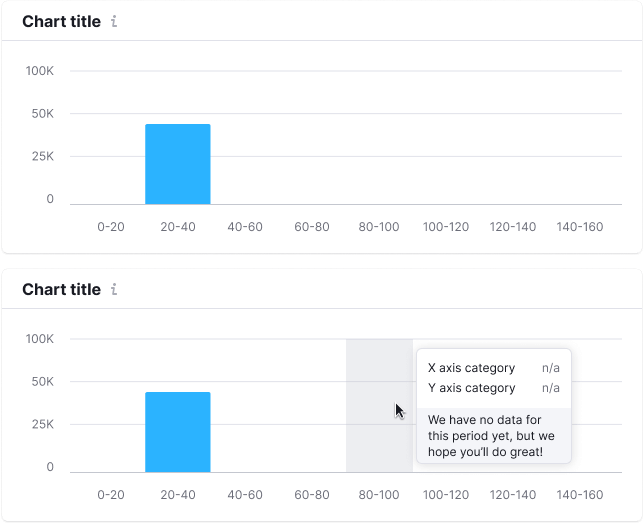 Chart title i
100K
50K
25K
0
0-20 20-40 40-60 60-80 80-100 100-120 120-140 140-160
Chart title i
100K
50K
25K
0
X axis category n/a
Y axis category n/a
We have no data for
this period yet, but we
hope you'll do great!
0-20 20-40 40-60 60-80 80-100 100-120 120-140 140-160